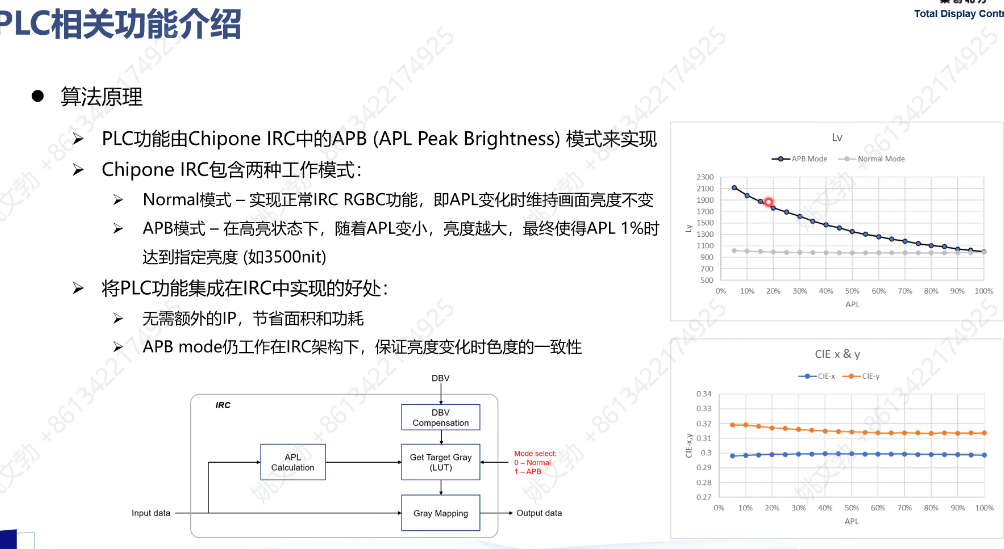 PLC相关功能介绍
Total Display Contr
算法原理
PLC功能由Chipone IRC中的APB (APL Peak Brightness) 模式来实现
Chipone IRC包含两种工作模式：
Normal模式 – 实现正常IRC RGBC功能，即APL变化时维持画面亮度不变
APB模式 – 在高亮状态下，随着APL变小，亮度越大，最终使得APL 1%时
达到指定亮度 (如3500nit)
将PLC功能集成在IRC中实现的好处：
无需额外的IP，节省面积和功耗
APB mode仍工作在IRC架构下，保证亮度变化时色度的一致性
Lv
APB Mode
Normal Mode
2300
2100
1900
1700
1500
1300
1100
900
700
500
Lv
0% 10% 20% 30% 40% 50% 60% 70% 80% 90% 100%
APL
CIE x & y
CIE-x
CIE-y
0.34
0.33
0.32
0.31
0.3
0.29
0.28
0.27
CIE-x,y
0% 10% 20% 30% 40% 50% 60% 70% 80% 90% 100%
APL
DBV
IRC
DBV
Compensation
APL
Calculation
Get Target Gray
(LUT)
Mode select:
0 – Normal
1 – APB
Input data
Gray Mapping
Output data
姚文勃 +8613422174925
姚文勃 +8613422174925
姚文勃 +8613422174925
姚文勃 +8613422174925